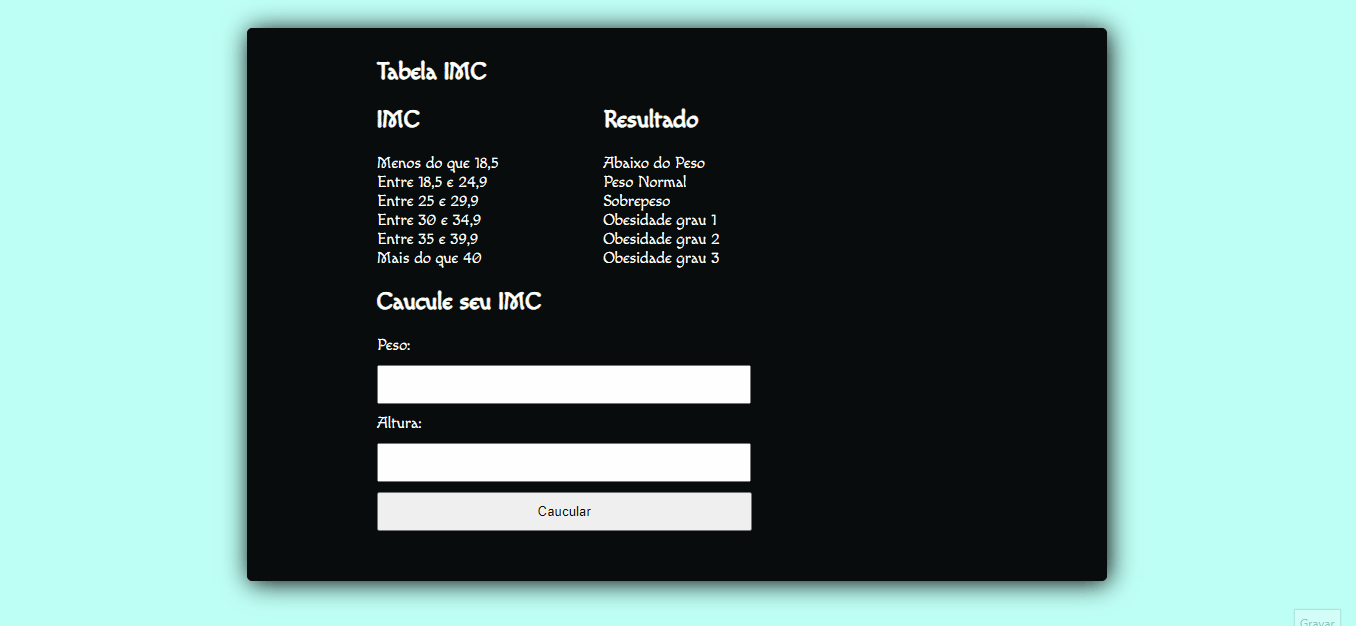 Tabela IMC
IMC Resultado
Menos do que 18,5 Abaixo do Peso
Entre 18,5 e 24,9 Peso Normal
Entre 25 e 29,9 Sobrepeso
Entre 30 e 34,9 Obesidade grau 1
Entre 35 e 39,9 Obesidade grau 2
Mais do que 40 Obesidade grau 3
Caucule seu IMC
Peso:
Altura:
Caucular
Gravar